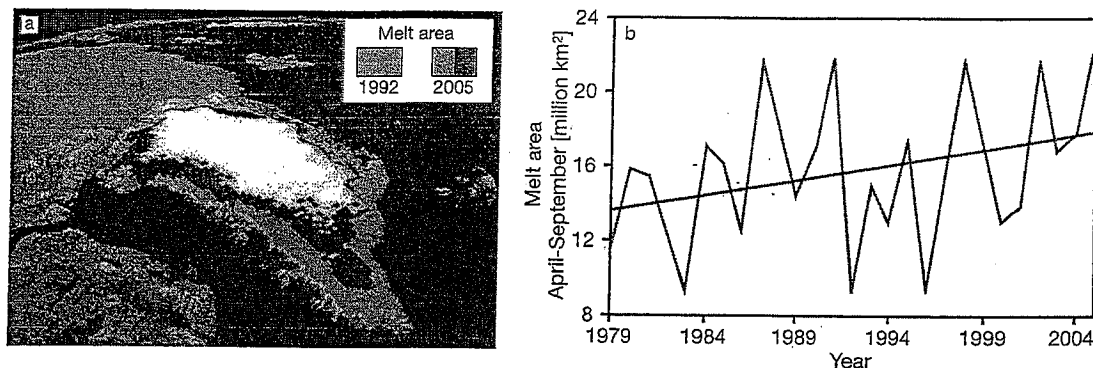 a
Melt area
1992 2005
b
Melt area
April-September [million km²]
24
20
16
12
8
1979 1984 1989 1994 1999 2004
Year